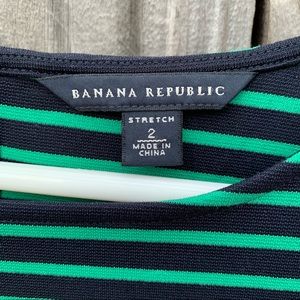 BANANA REPUBLIC
STRETCH
2
MADE IN
CHINA